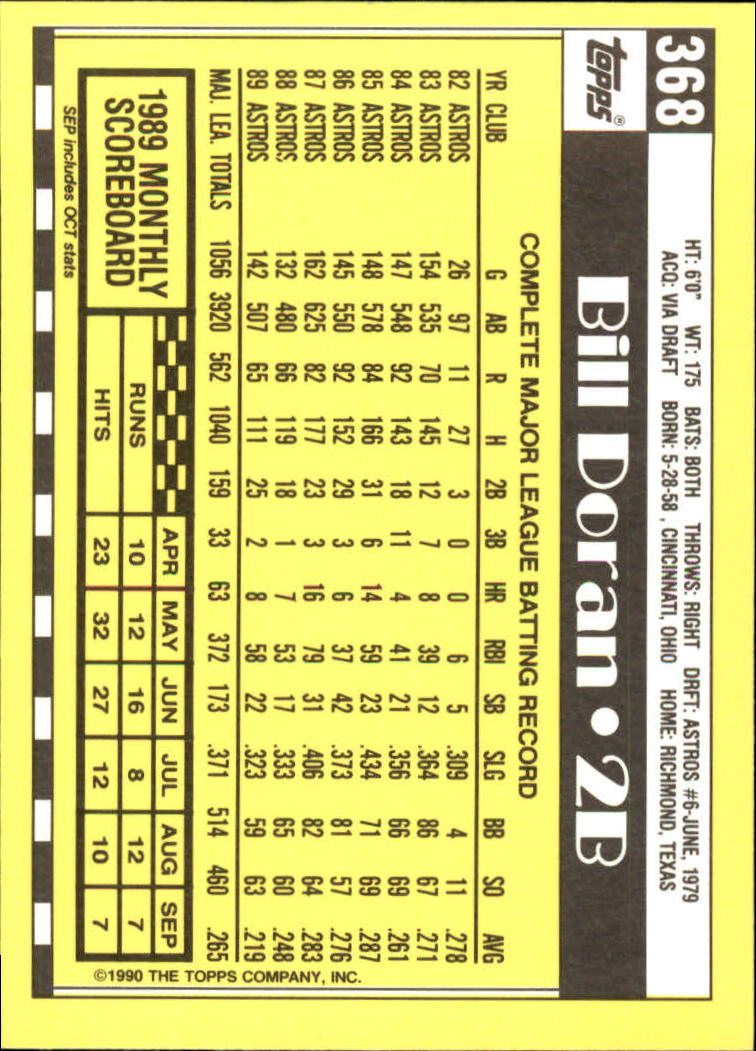 368
HT: 6'0" WT: 175 BATS: BOTH THROWS: RIGHT DRFT: ASTROS #6-JUNE, 1979
ACQ: VIA DRAFT BORN: 5-28-58 , CINCINNATI, OHIO HOME: RICHMOND, TEXAS
topps®
Bill Doran • 2B
COMPLETE MAJOR LEAGUE BATTING RECORD
YR CLUB G AB R H 2B 3B HR RBI SB SLG BB SO AVG
82 ASTROS 26 97 11 27 3 0 0 6 5 .309 4 11 .278
83 ASTROS 154 535 70 145 12 7 8 39 12 .364 86 67 .271
84 ASTROS 147 548 92 143 18 11 4 41 21 .356 66 69 .261
85 ASTROS 148 578 84 166 31 6 14 59 23 .434 71 69 .287
86 ASTROS 145 550 92 152 29 3 6 37 42 .373 81 57 .276
87 ASTROS 162 625 82 177 23 3 16 79 31 .406 82 64 .283
88 ASTROS 132 480 66 119 18 1 7 53 17 .333 65 60 .248
89 ASTROS 142 507 65 111 25 2 8 58 22 .323 59 63 .219
MAJ. LEA. TOTALS 1056 3920 562 1040 159 33 63 372 173 .371 514 460 .265
1989 MONTHLY
SCOREBOARD
APR MAY JUN JUL AUG SEP
RUNS 10 12 16 8 12 7
HITS 23 32 27 12 10 7
SEP includes OCT stats
©1990 THE TOPPS COMPANY, INC.